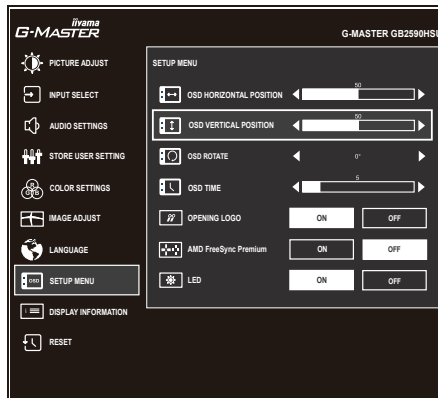 iiyama
G-MASTER
G-MASTER GB2590HSU
PICTURE ADJUST
INPUT SELECT
AUDIO SETTINGS
STORE USER SETTING
R
G B
COLOR SETTINGS
IMAGE ADJUST
LANGUAGE
OSD
SETUP MENU
i
DISPLAY INFORMATION
RESET
SETUP MENU
OSD HORIZONTAL POSITION
50
OSD VERTICAL POSITION
50
OSD ROTATE
0°
OSD TIME
5
OPENING LOGO
ON OFF
AMD FreeSync Premium
ON OFF
LED
ON OFF